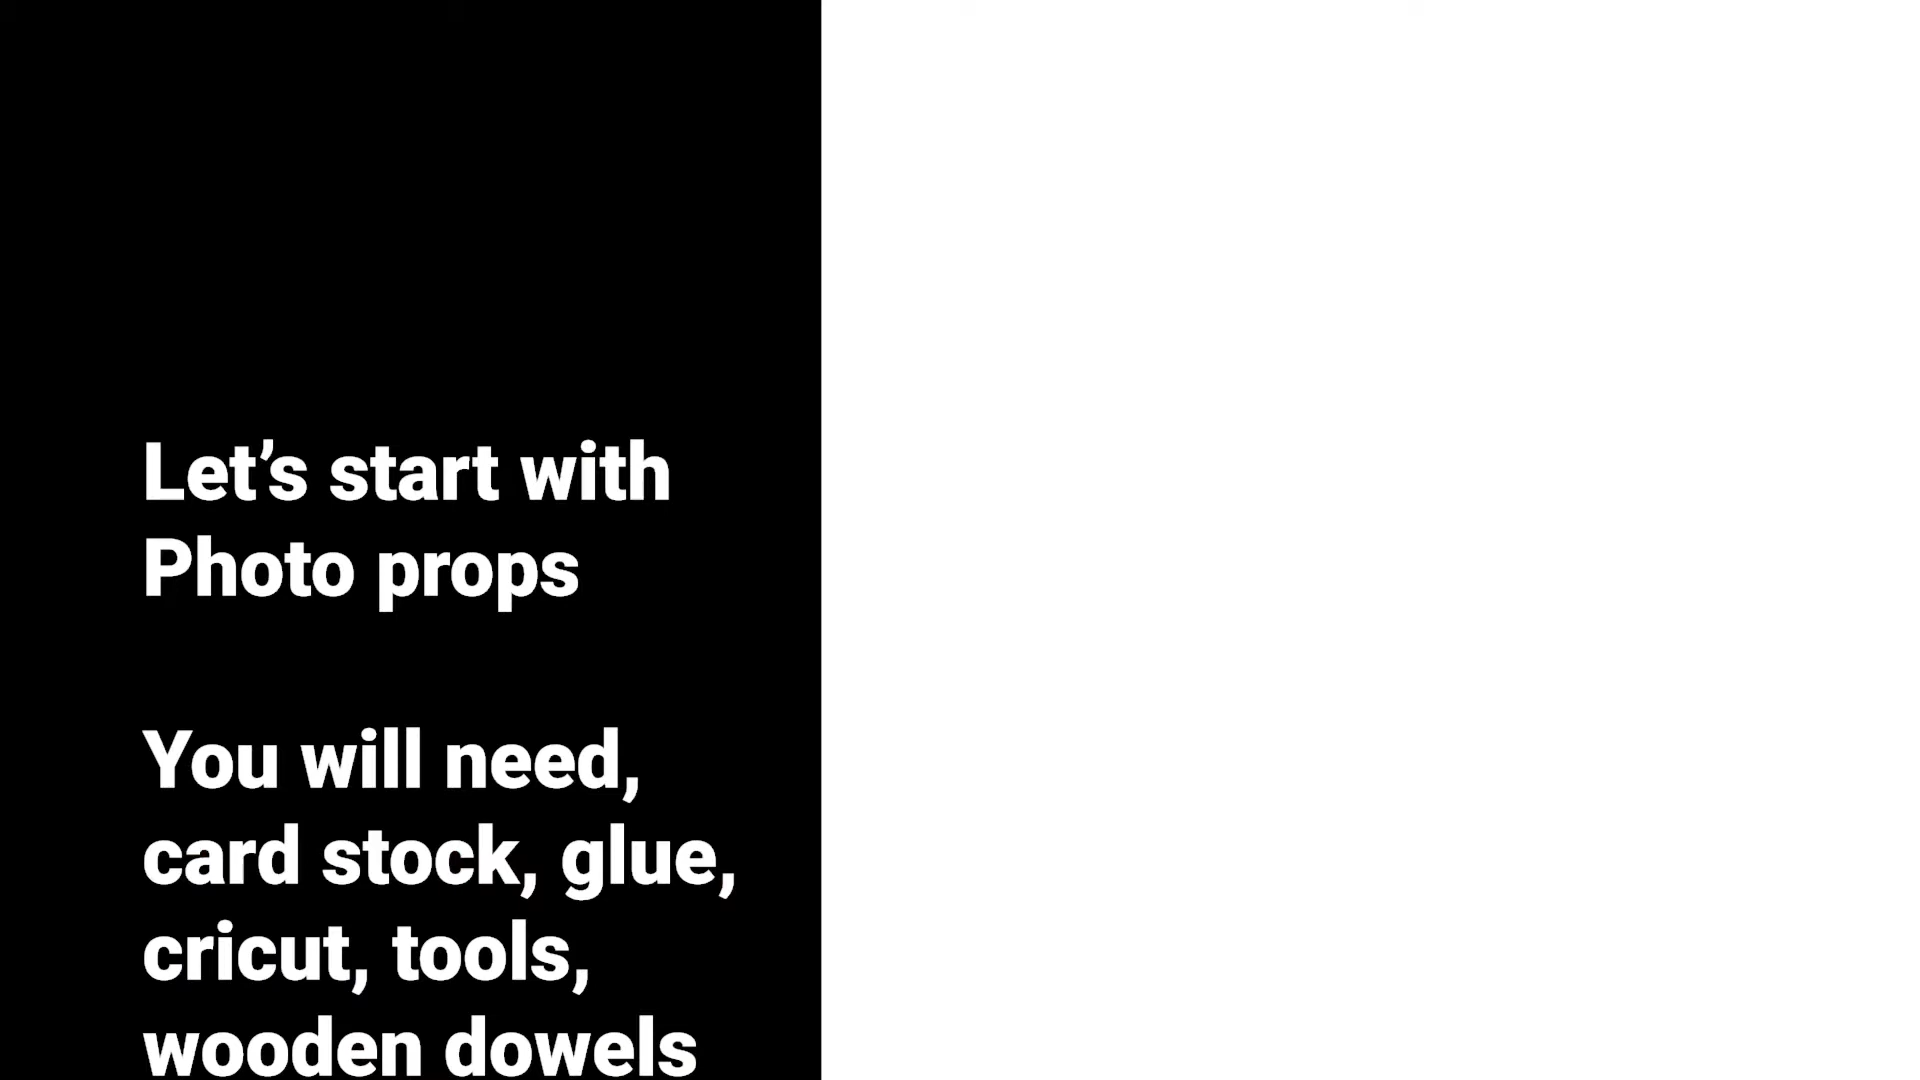 Let’s start with
Photo props
You will need,
card stock, glue,
cricut, tools,
wooden dowels